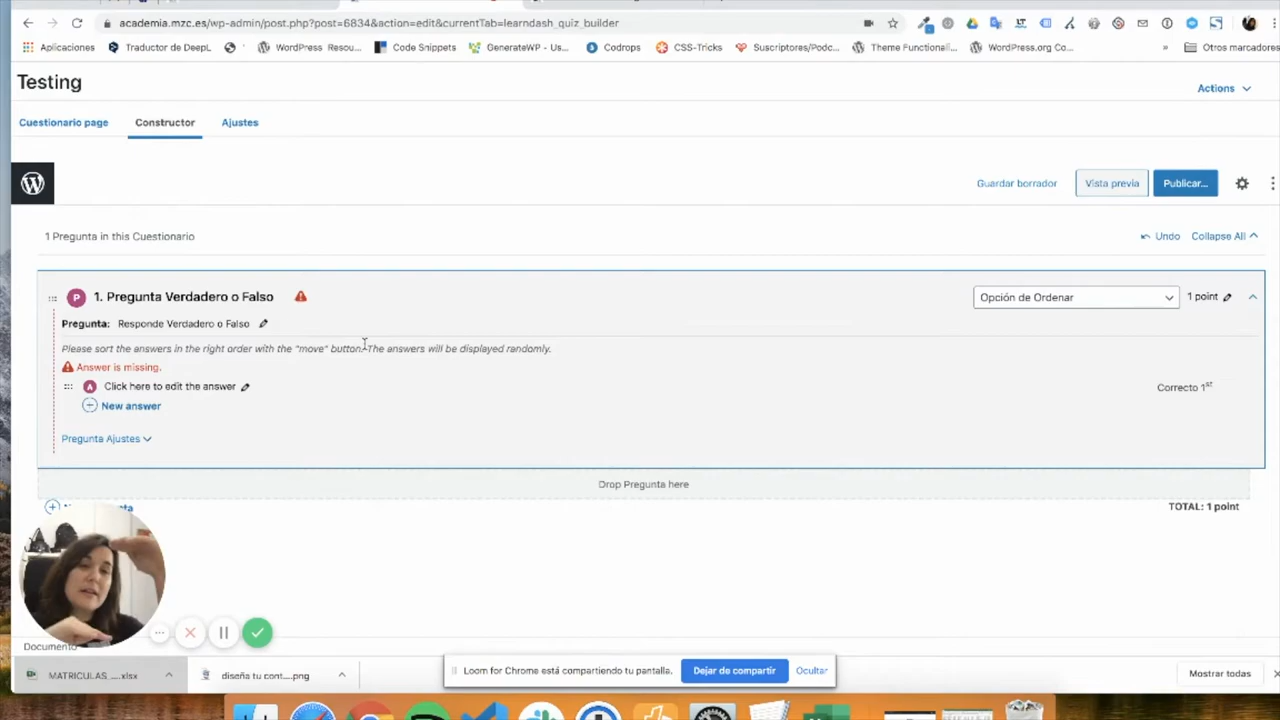 academia.mzc.es/wp-admin/post.php?post=6834&action=edit&currentTab=learndash_quiz_builder
Aplicaciones
Traductor de DeepL
WordPress Resou...
Code Snippets
GenerateWP - Us...
Codrops
CSS-Tricks
Suscriptores/Podc...
Theme Functionali...
WordPress.org Co...
»
Otros marcadores
Testing
Actions
Cuestionario page
Constructor
Ajustes
Guardar borrador
Vista previa
Publicar...
1 Pregunta in this Cuestionario
Undo
Collapse All
P
1. Pregunta Verdadero o Falso
Opción de Ordenar
1 point
Pregunta: Responde Verdadero o Falso
Please sort the answers in the right order with the "move" button. The answers will be displayed randomly.
Answer is missing.
A
Click here to edit the answer
Correcto 1st
New answer
Pregunta Ajustes
Drop Pregunta here
TOTAL: 1 point
Documento
MATRICULAS_....xlsx
diseña tu cont....png
Loom for Chrome está compartiendo tu pantalla.
Dejar de compartir
Ocultar
Mostrar todas